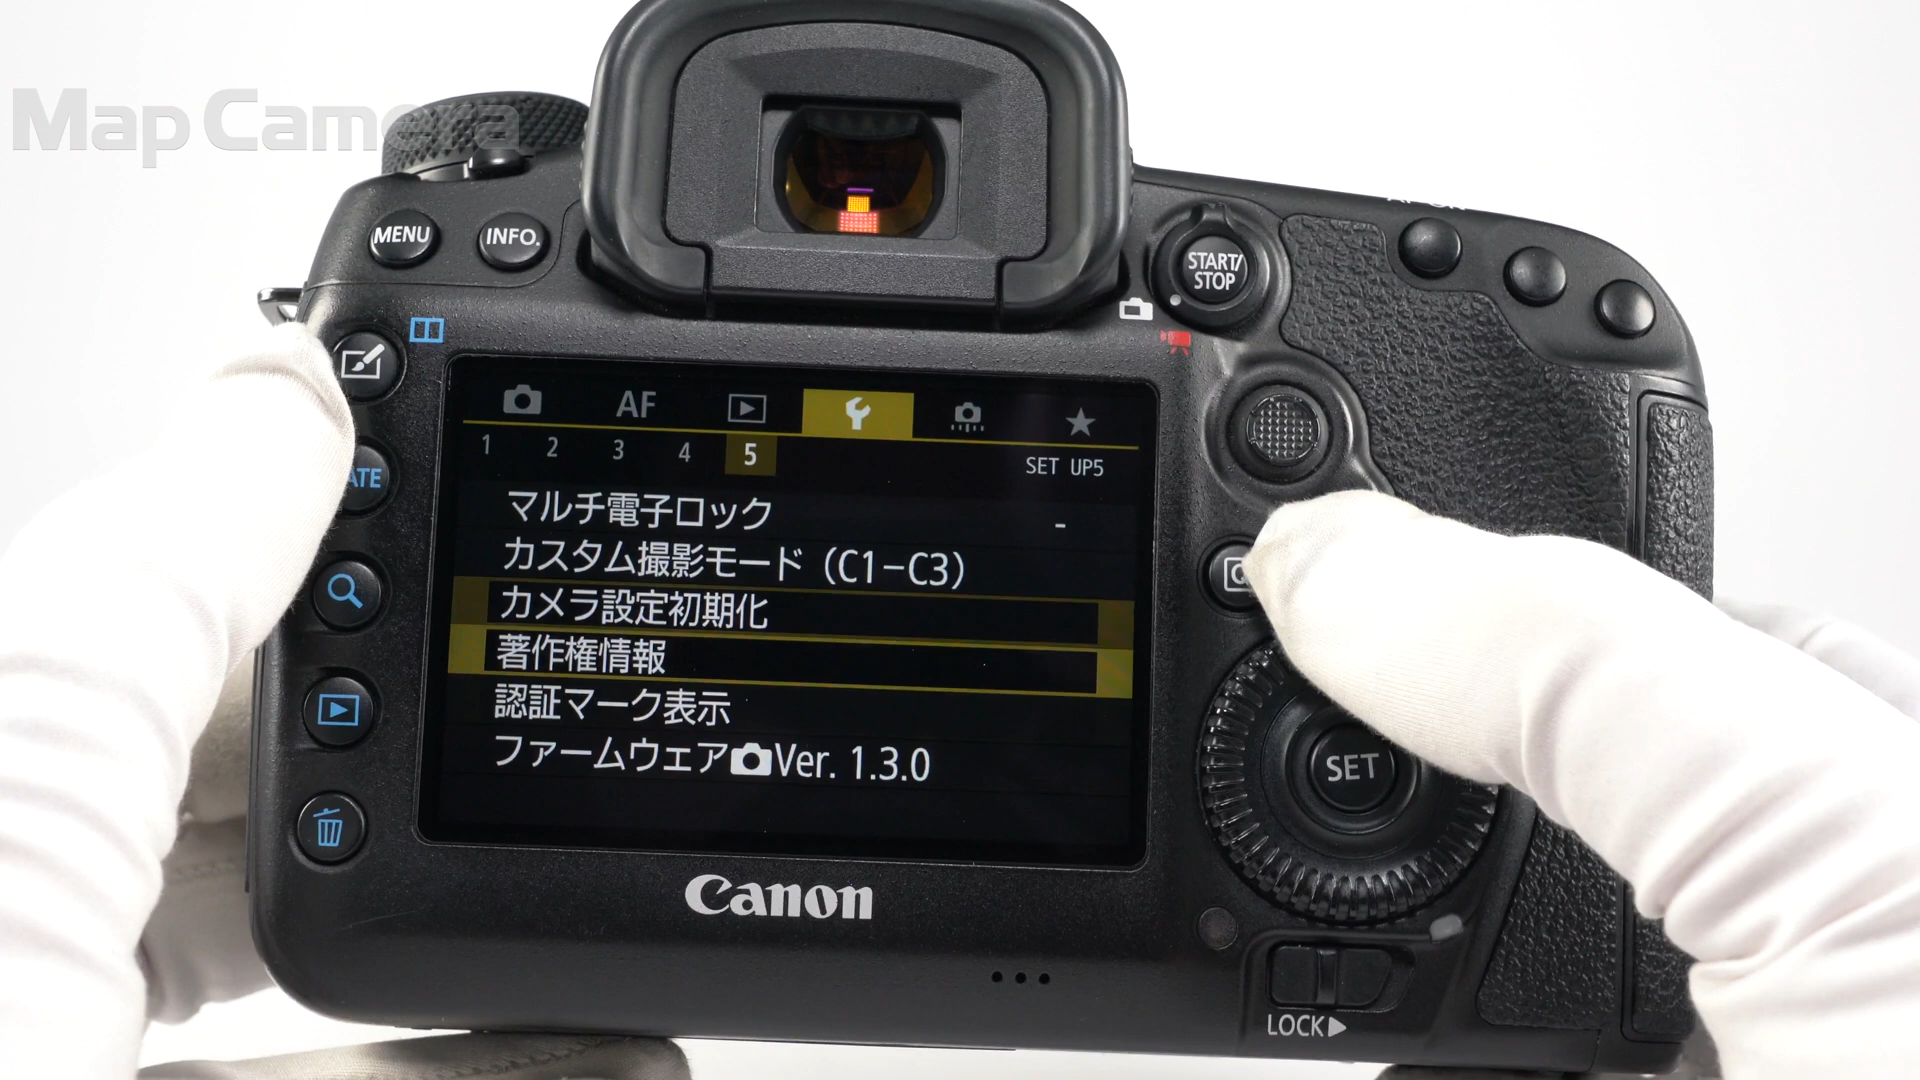 Map Camera
MENU
INFO.
START/
STOP
AF
1 2 3 4 5
SET UP5
マルチ電子ロック -
カスタム撮影モード（C1-C3）
カメラ設定初期化
著作権情報
認証マーク表示
ファームウェア Ver. 1.3.0
SET
Canon
LOCK▶